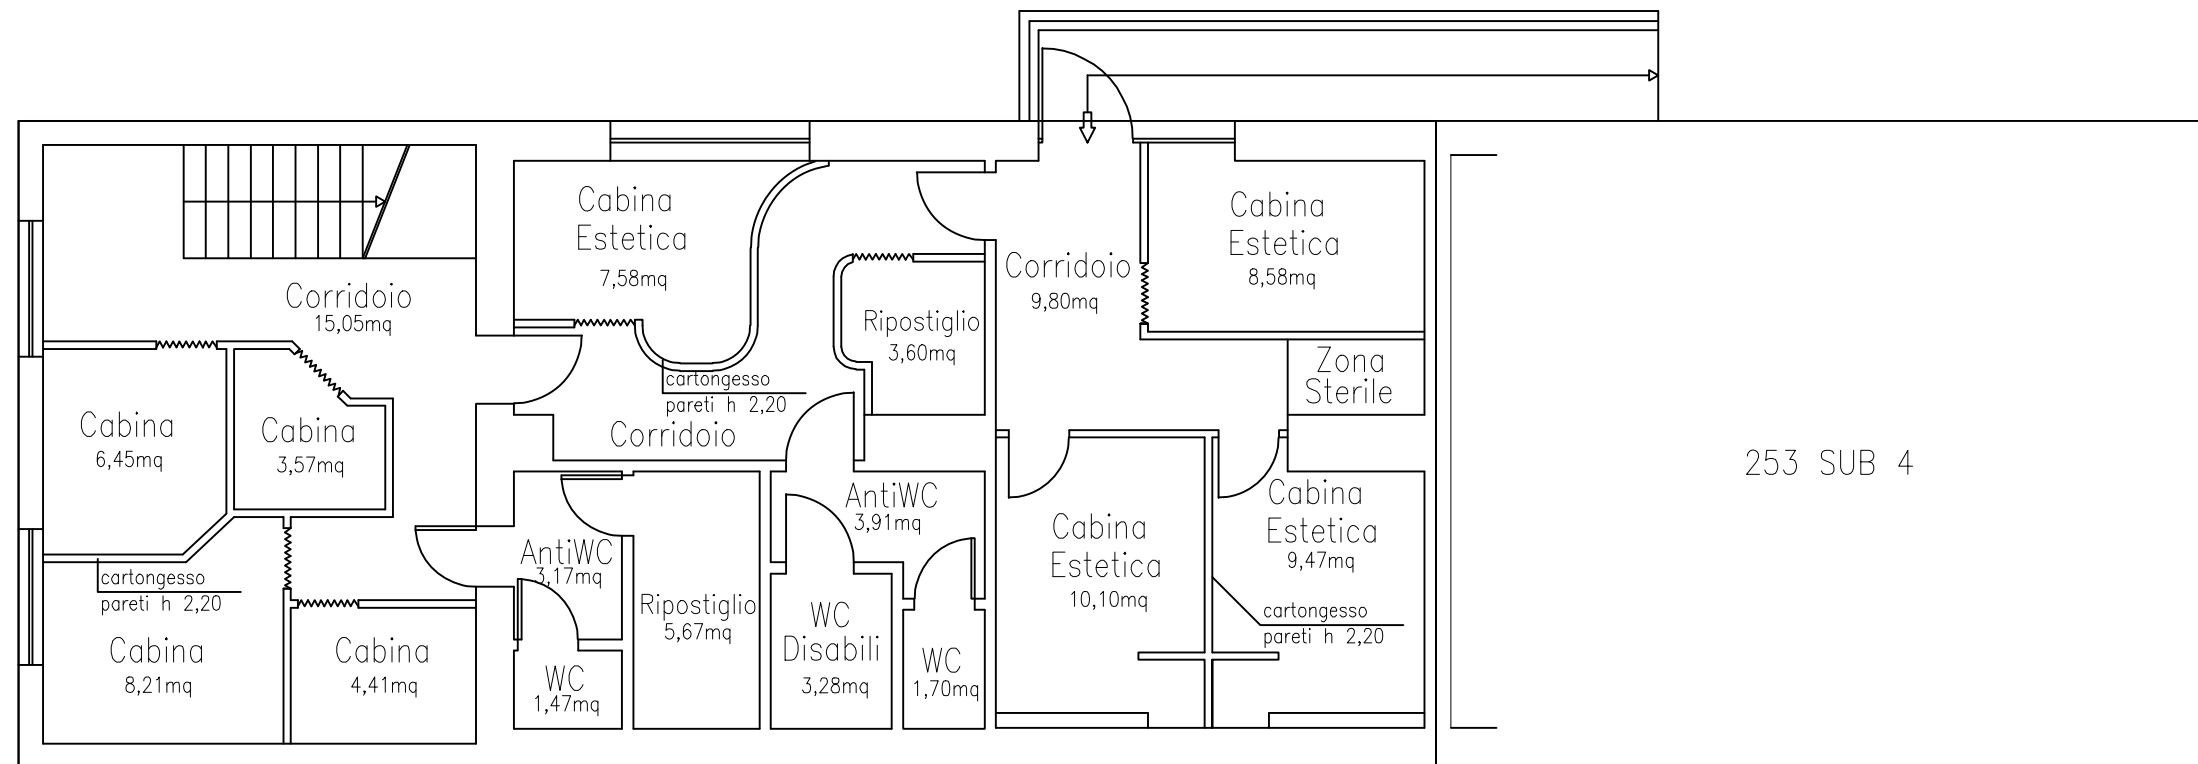 Cabina
Estetica
7,58mq
Cabina
Estetica
8,58mq
Corridoio
9,80mq
Corridoio
15,05mq
Ripostiglio
3,60mq
Zona
Sterile
cartongesso
pareti h 2,20
Cabina
6,45mq
Cabina
3,57mq
Corridoio
253 SUB 4
AntiWC
3,91mq
Cabina
Estetica
9,47mq
Cabina
Estetica
10,10mq
AntiWC
3,17mq
cartongesso
pareti h 2,20
Ripostiglio
5,67mq
WC
Disabili
3,28mq
cartongesso
pareti h 2,20
Cabina
8,21mq
Cabina
4,41mq
WC
1,47mq
WC
1,70mq